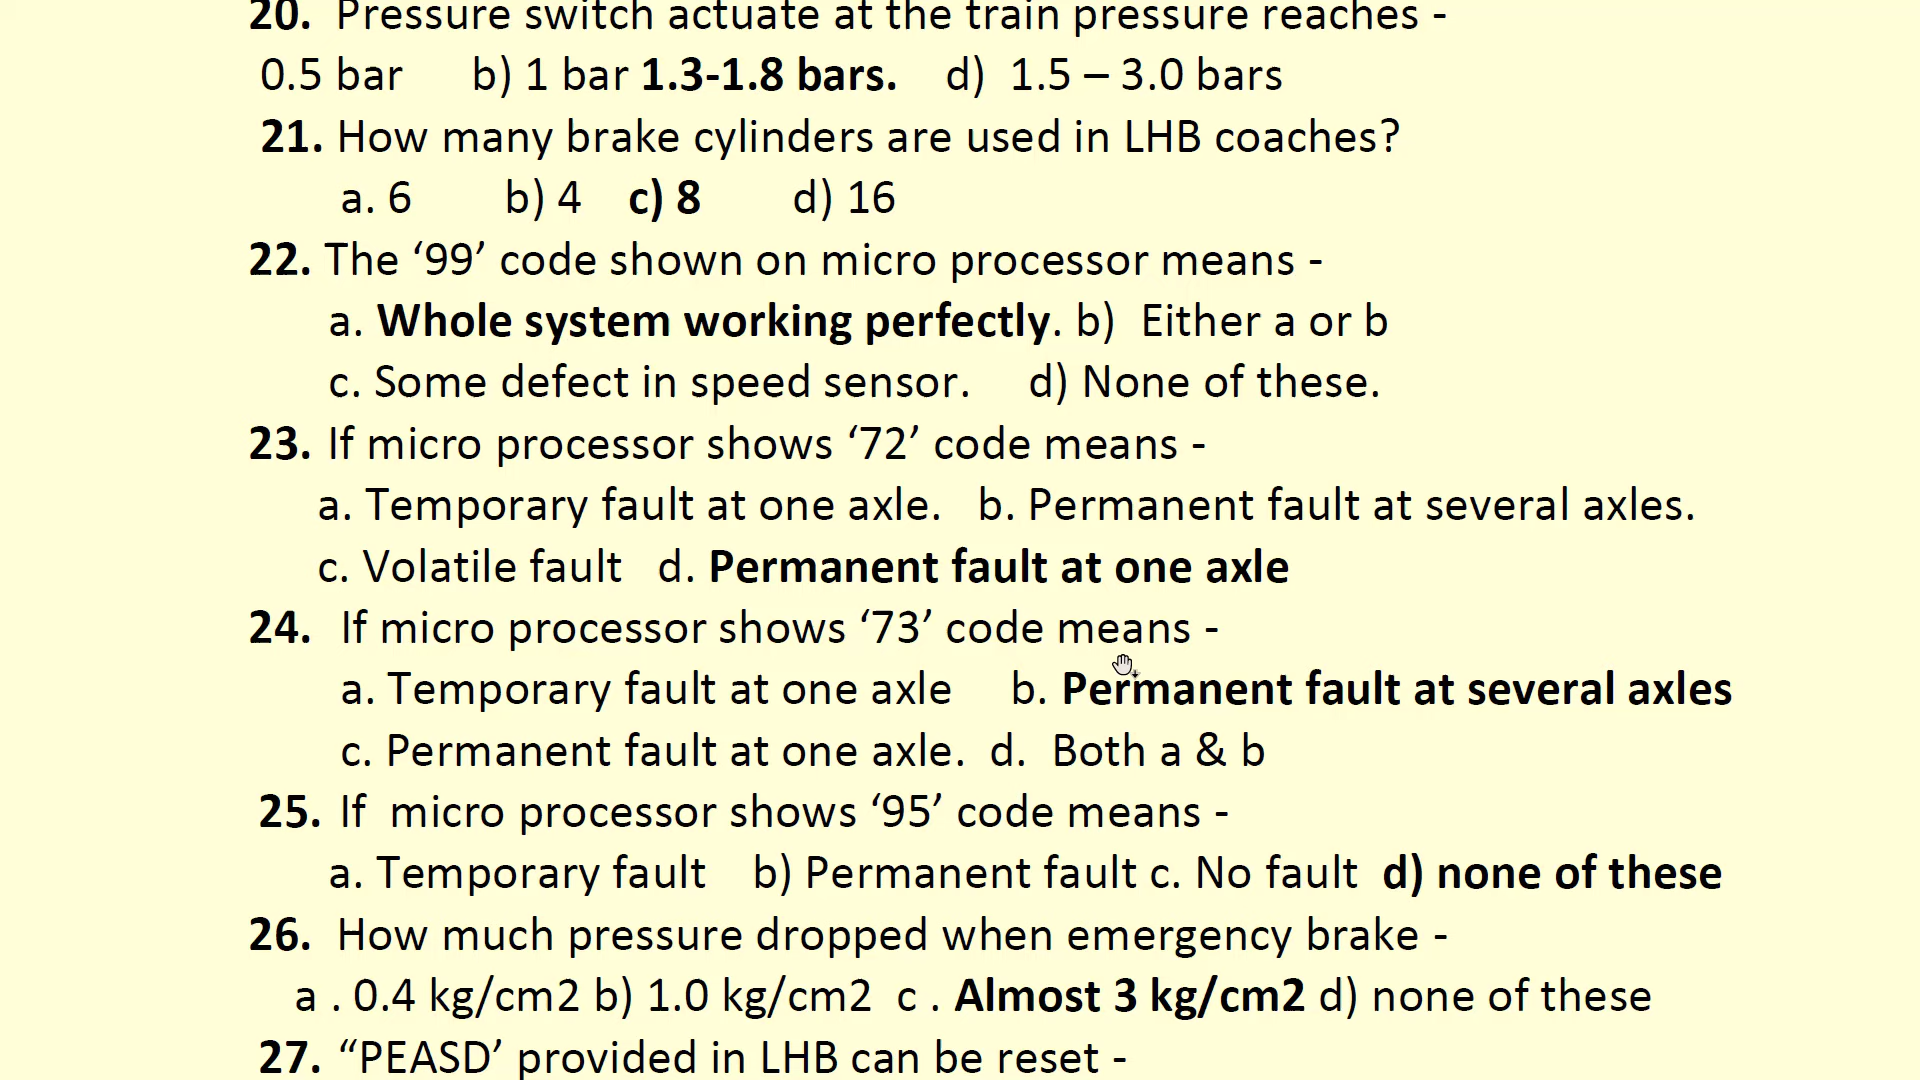 20. Pressure switch actuate at the train pressure reaches -
0.5 bar b) 1 bar 1.3-1.8 bars. d) 1.5 – 3.0 bars
21. How many brake cylinders are used in LHB coaches?
a. 6 b) 4 c) 8 d) 16
22. The ‘99’ code shown on micro processor means -
a. Whole system working perfectly. b) Either a or b
c. Some defect in speed sensor. d) None of these.
23. If micro processor shows ‘72’ code means -
a. Temporary fault at one axle. b. Permanent fault at several axles.
c. Volatile fault d. Permanent fault at one axle
24. If micro processor shows ‘73’ code means -
a. Temporary fault at one axle b. Permanent fault at several axles
c. Permanent fault at one axle. d. Both a & b
25. If micro processor shows ‘95’ code means -
a. Temporary fault b) Permanent fault c. No fault d) none of these
26. How much pressure dropped when emergency brake -
a . 0.4 kg/cm2 b) 1.0 kg/cm2 c . Almost 3 kg/cm2 d) none of these
27. “PEASD’ provided in LHB can be reset -